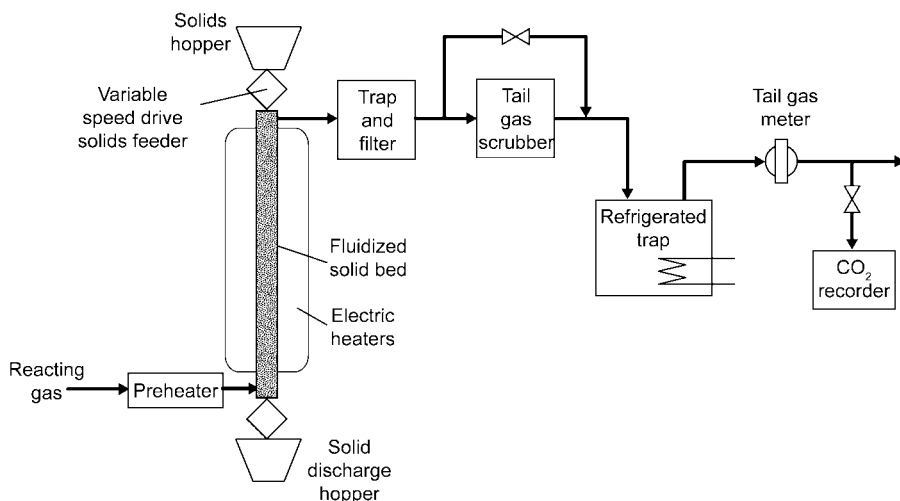 Solids
hopper
Variable
speed drive
solids feeder
Trap
and
filter
Tail
gas
scrubber
Tail gas
meter
Refrigerated
trap
CO₂
recorder
Fluidized
solid bed
Electric
heaters
Reacting
gas
Preheater
Solid
discharge
hopper